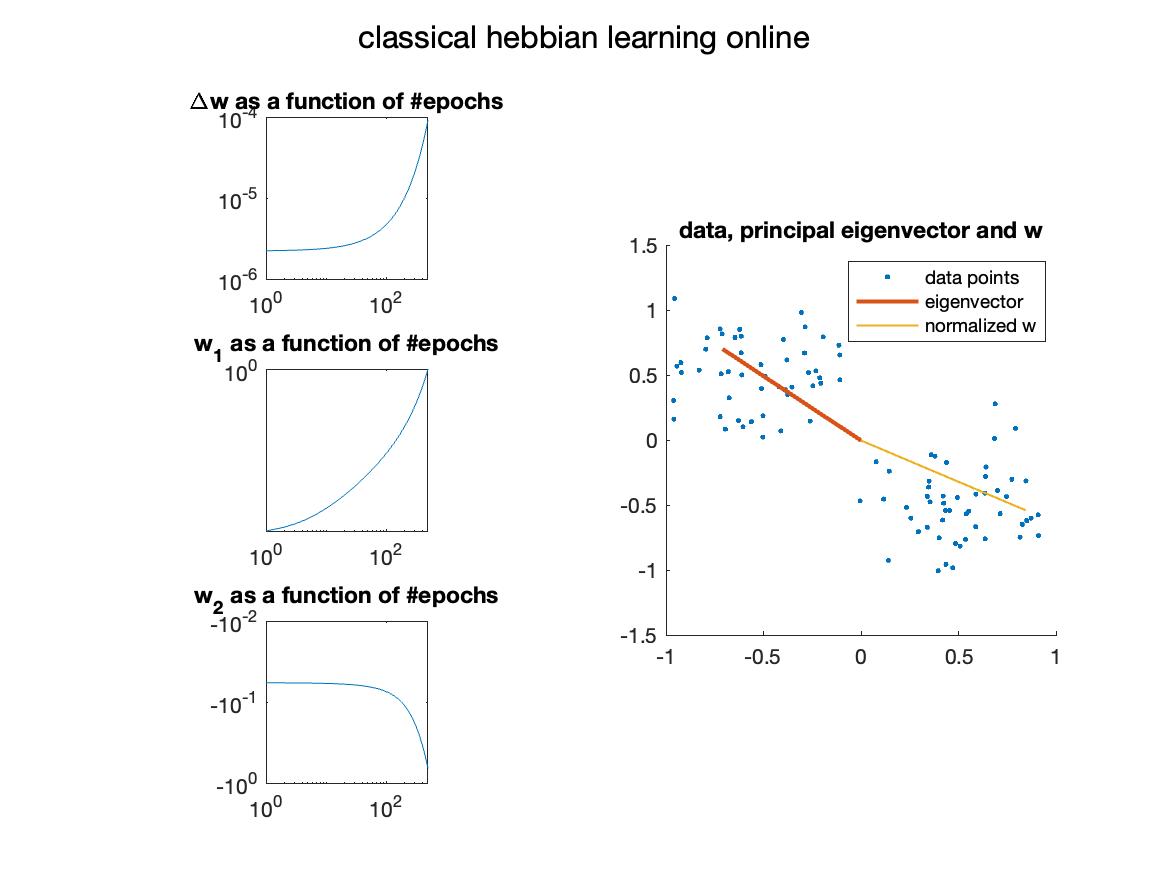 classical hebbian learning online
Δw as a function of #epochs
10^-4
10^-5
10^-6
10^0 10^2
w_1 as a function of #epochs
10^0
10^0 10^2
w_2 as a function of #epochs
-10^-2
-10^-1
-10^0
10^0 10^2
data, principal eigenvector and w
1.5
1
0.5
0
-0.5
-1
-1.5
-1 -0.5 0 0.5 1
data points
eigenvector
normalized w